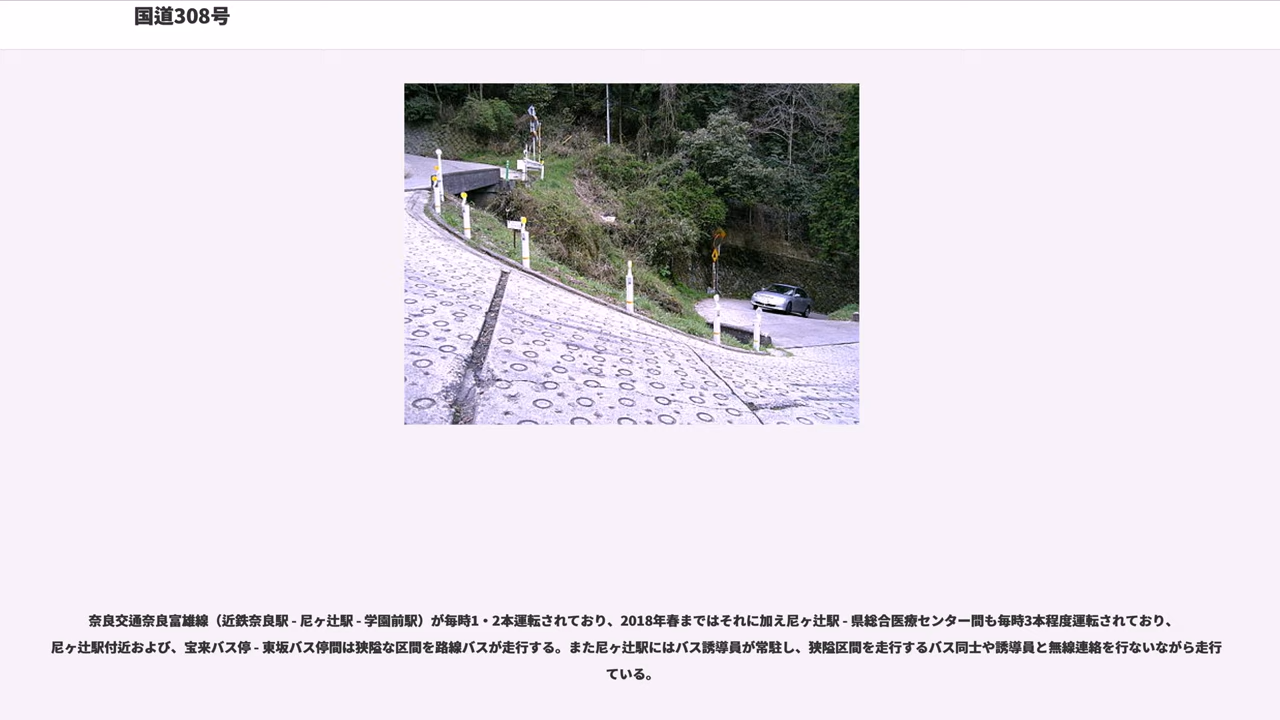 国道308号
奈良交通奈良富雄線（近鉄奈良駅 - 尼ヶ辻駅 - 学園前駅）が毎時1・2本運転されており、2018年春まではそれに加え尼ヶ辻駅 - 県総合医療センター間も毎時3本程度運転されており、
尼ヶ辻駅付近および、宝来バス停 - 東坂バス停間は狭隘な区間を路線バスが走行する。また尼ヶ辻駅にはバス誘導員が常駐し、狭隘区間を走行するバス同士や誘導員と無線連絡を行ないながら走行
ている。